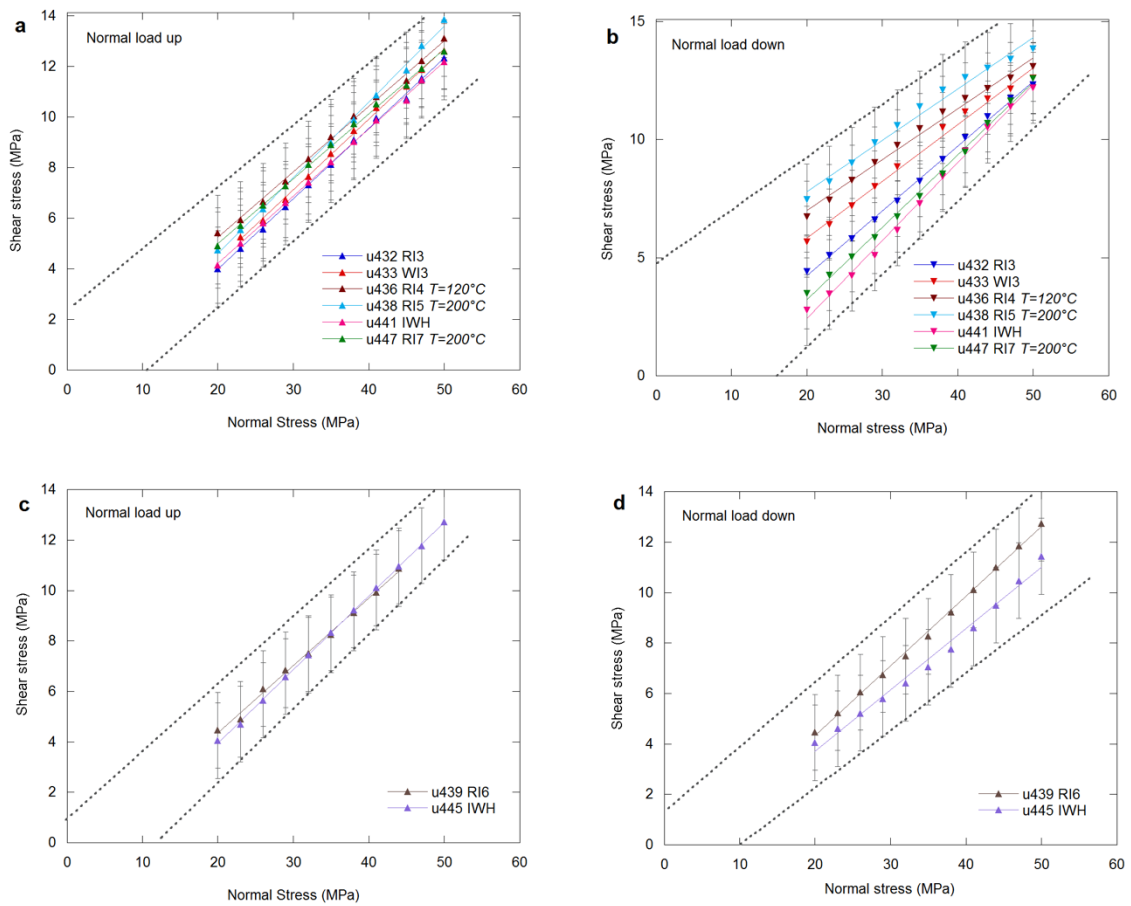 a
Normal load up
Shear stress (MPa)
14
12
10
8
6
4
2
0
u432 RI3
u433 WI3
u436 RI4 T=120°C
u438 RI5 T=200°C
u441 IWH
u447 RI7 T=200°C
0 10 20 30 40 50 60
Normal Stress (MPa)
b
Normal load down
Shear stress (MPa)
15
10
5
0
u432 RI3
u433 WI3
u436 RI4 T=120°C
u438 RI5 T=200°C
u441 IWH
u447 RI7 T=200°C
0 10 20 30 40 50 60
Normal stress (MPa)
c
Normal load up
Shear stress (MPa)
14
12
10
8
6
4
2
0
u439 RI6
u445 IWH
0 10 20 30 40 50 60
Normal Stress (MPa)
d
Normal load down
Shear stress (MPa)
14
12
10
8
6
4
2
0
u439 RI6
u445 IWH
0 10 20 30 40 50 60
Normal stress (MPa)